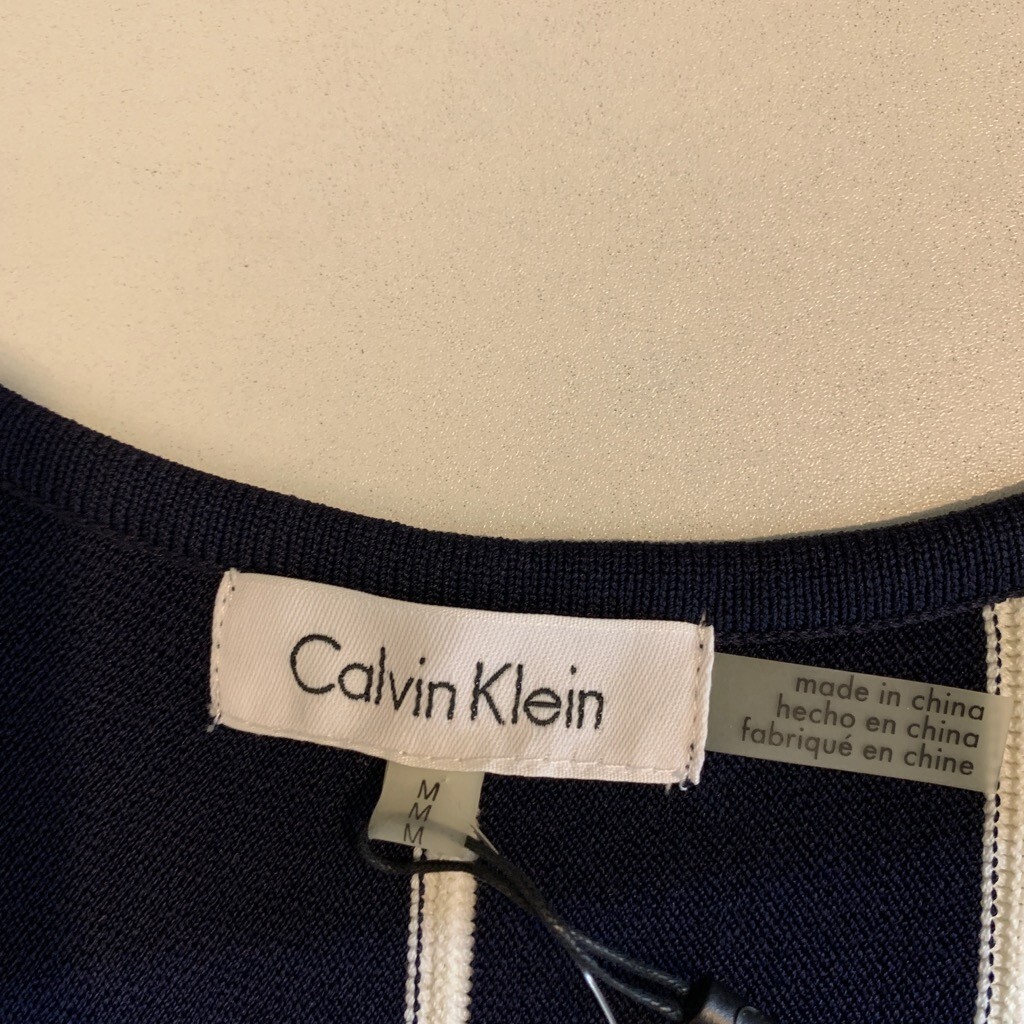 Calvin Klein
made in china
hecho en china
fabriqué en chine
M
M
M